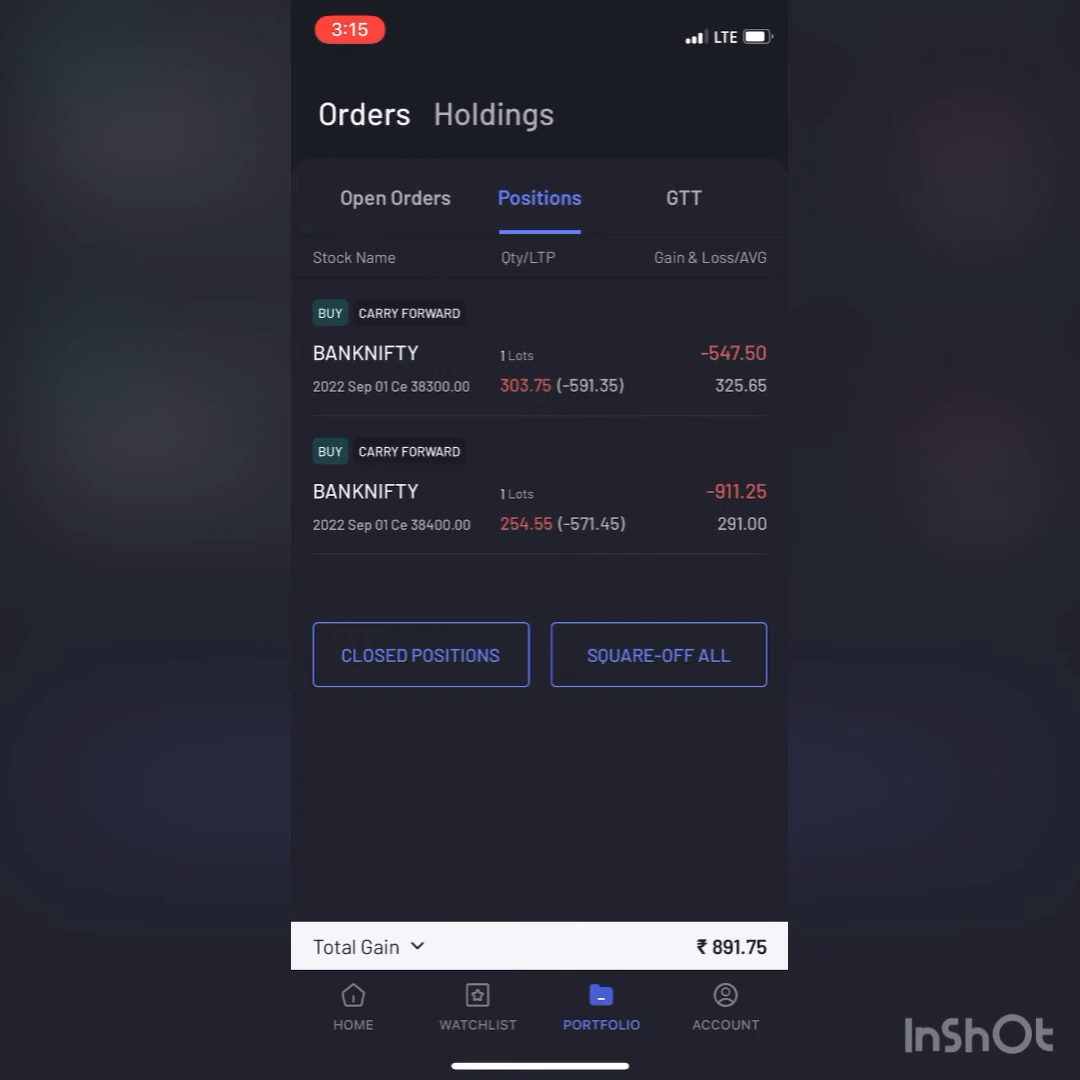 3:15
LTE
Orders Holdings
Open Orders Positions GTT
Stock Name Qty/LTP Gain & Loss/AVG
BUY CARRY FORWARD
BANKNIFTY 1 Lots -547.50
2022 Sep 01 Ce 38300.00 303.75 (-591.35) 325.65
BUY CARRY FORWARD
BANKNIFTY 1 Lots -911.25
2022 Sep 01 Ce 38400.00 254.55 (-571.45) 291.00
CLOSED POSITIONS SQUARE-OFF ALL
Total Gain ₹ 891.75
HOME WATCHLIST PORTFOLIO ACCOUNT
InShOt